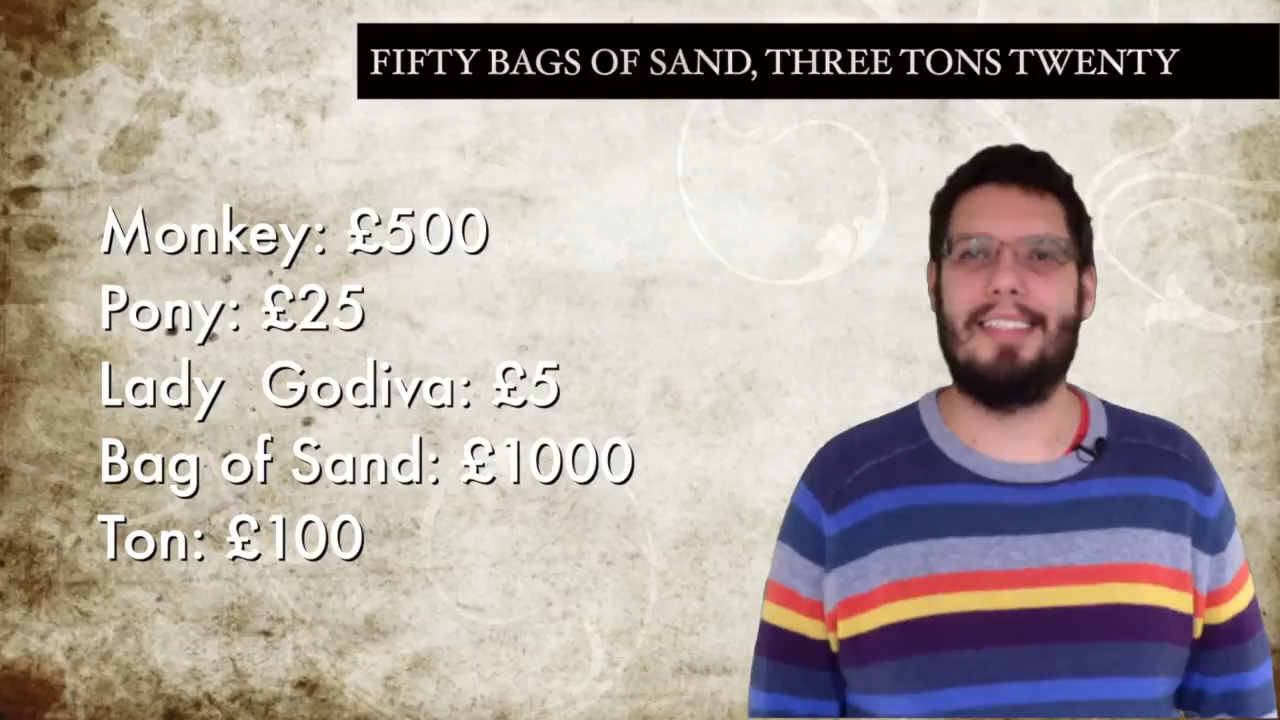 FIFTY BAGS OF SAND, THREE TONS TWENTY
Monkey: £500
Pony: £25
Lady Godiva: £5
Bag of Sand: £1000
Ton: £100